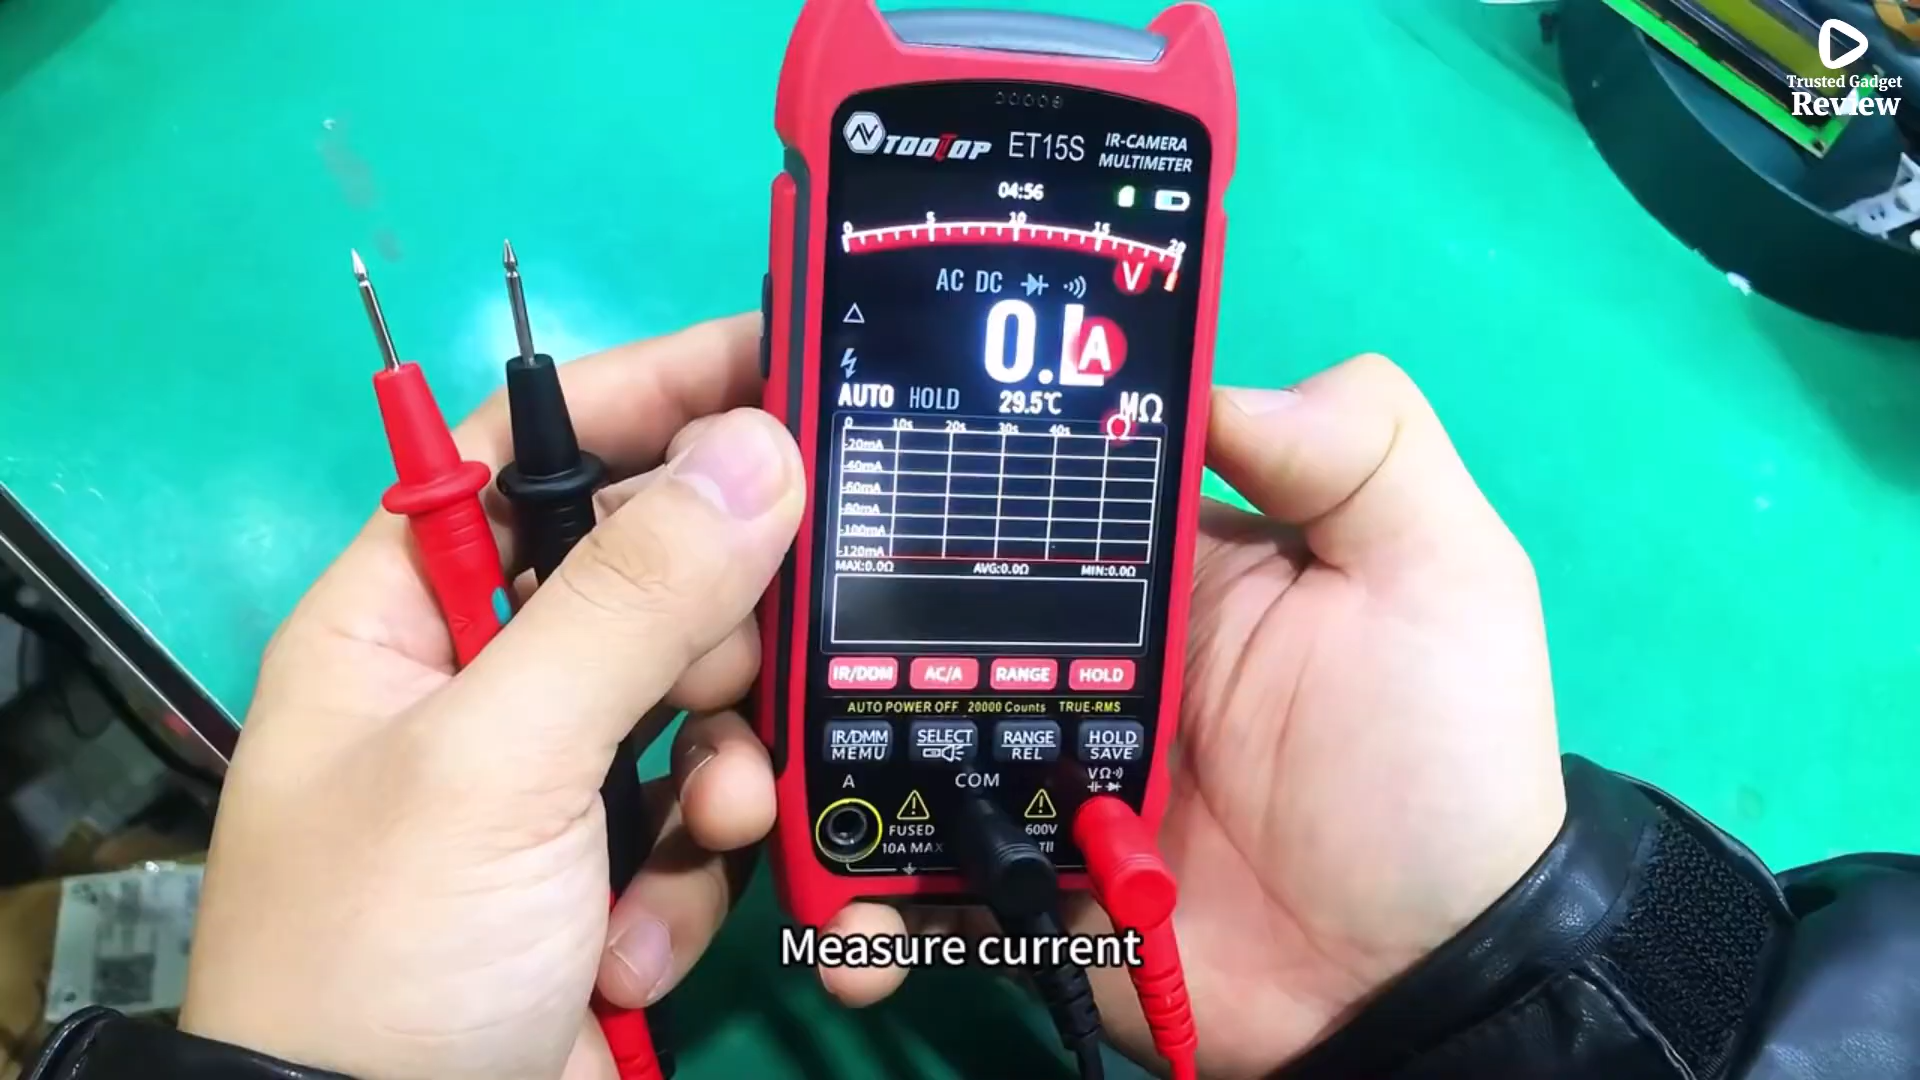 Trusted Gadget
Review
TOOLTOP ET15S IR-CAMERA
MULTIMETER
04:56
0 5 10 15 20
V
AC DC
0.L
A
AUTO HOLD 29.5℃ MΩ
Ω
0 10s 20s 30s 40s
-20mA
-40mA
-60mA
-80mA
-100mA
-120mA
MAX:0.0Ω AVG:0.0Ω MIN:0.0Ω
IR/DDM AC/A RANGE HOLD
AUTO POWER OFF 20000 Counts TRUE-RMS
IR/DMM SELECT RANGE HOLD
MEMU REL SAVE
A COM VΩ
FUSED 600V
10A MAX
Measure current